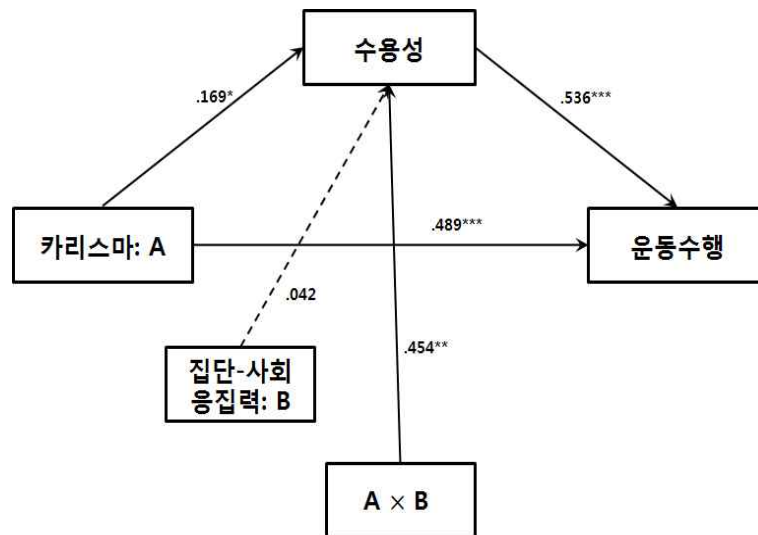 수용성
.169*
.536***
카리스마: A
.489***
운동수행
.042
집단-사회
응집력: B
.454**
A × B